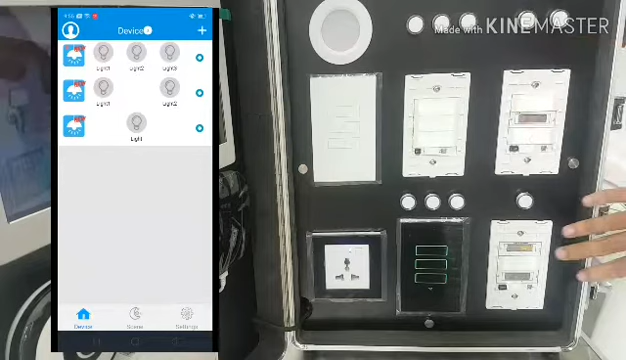 Device
Light1 Light2 Light3
Light1 Light2
Light
Device Scene Settings
Made with KINEMASTER